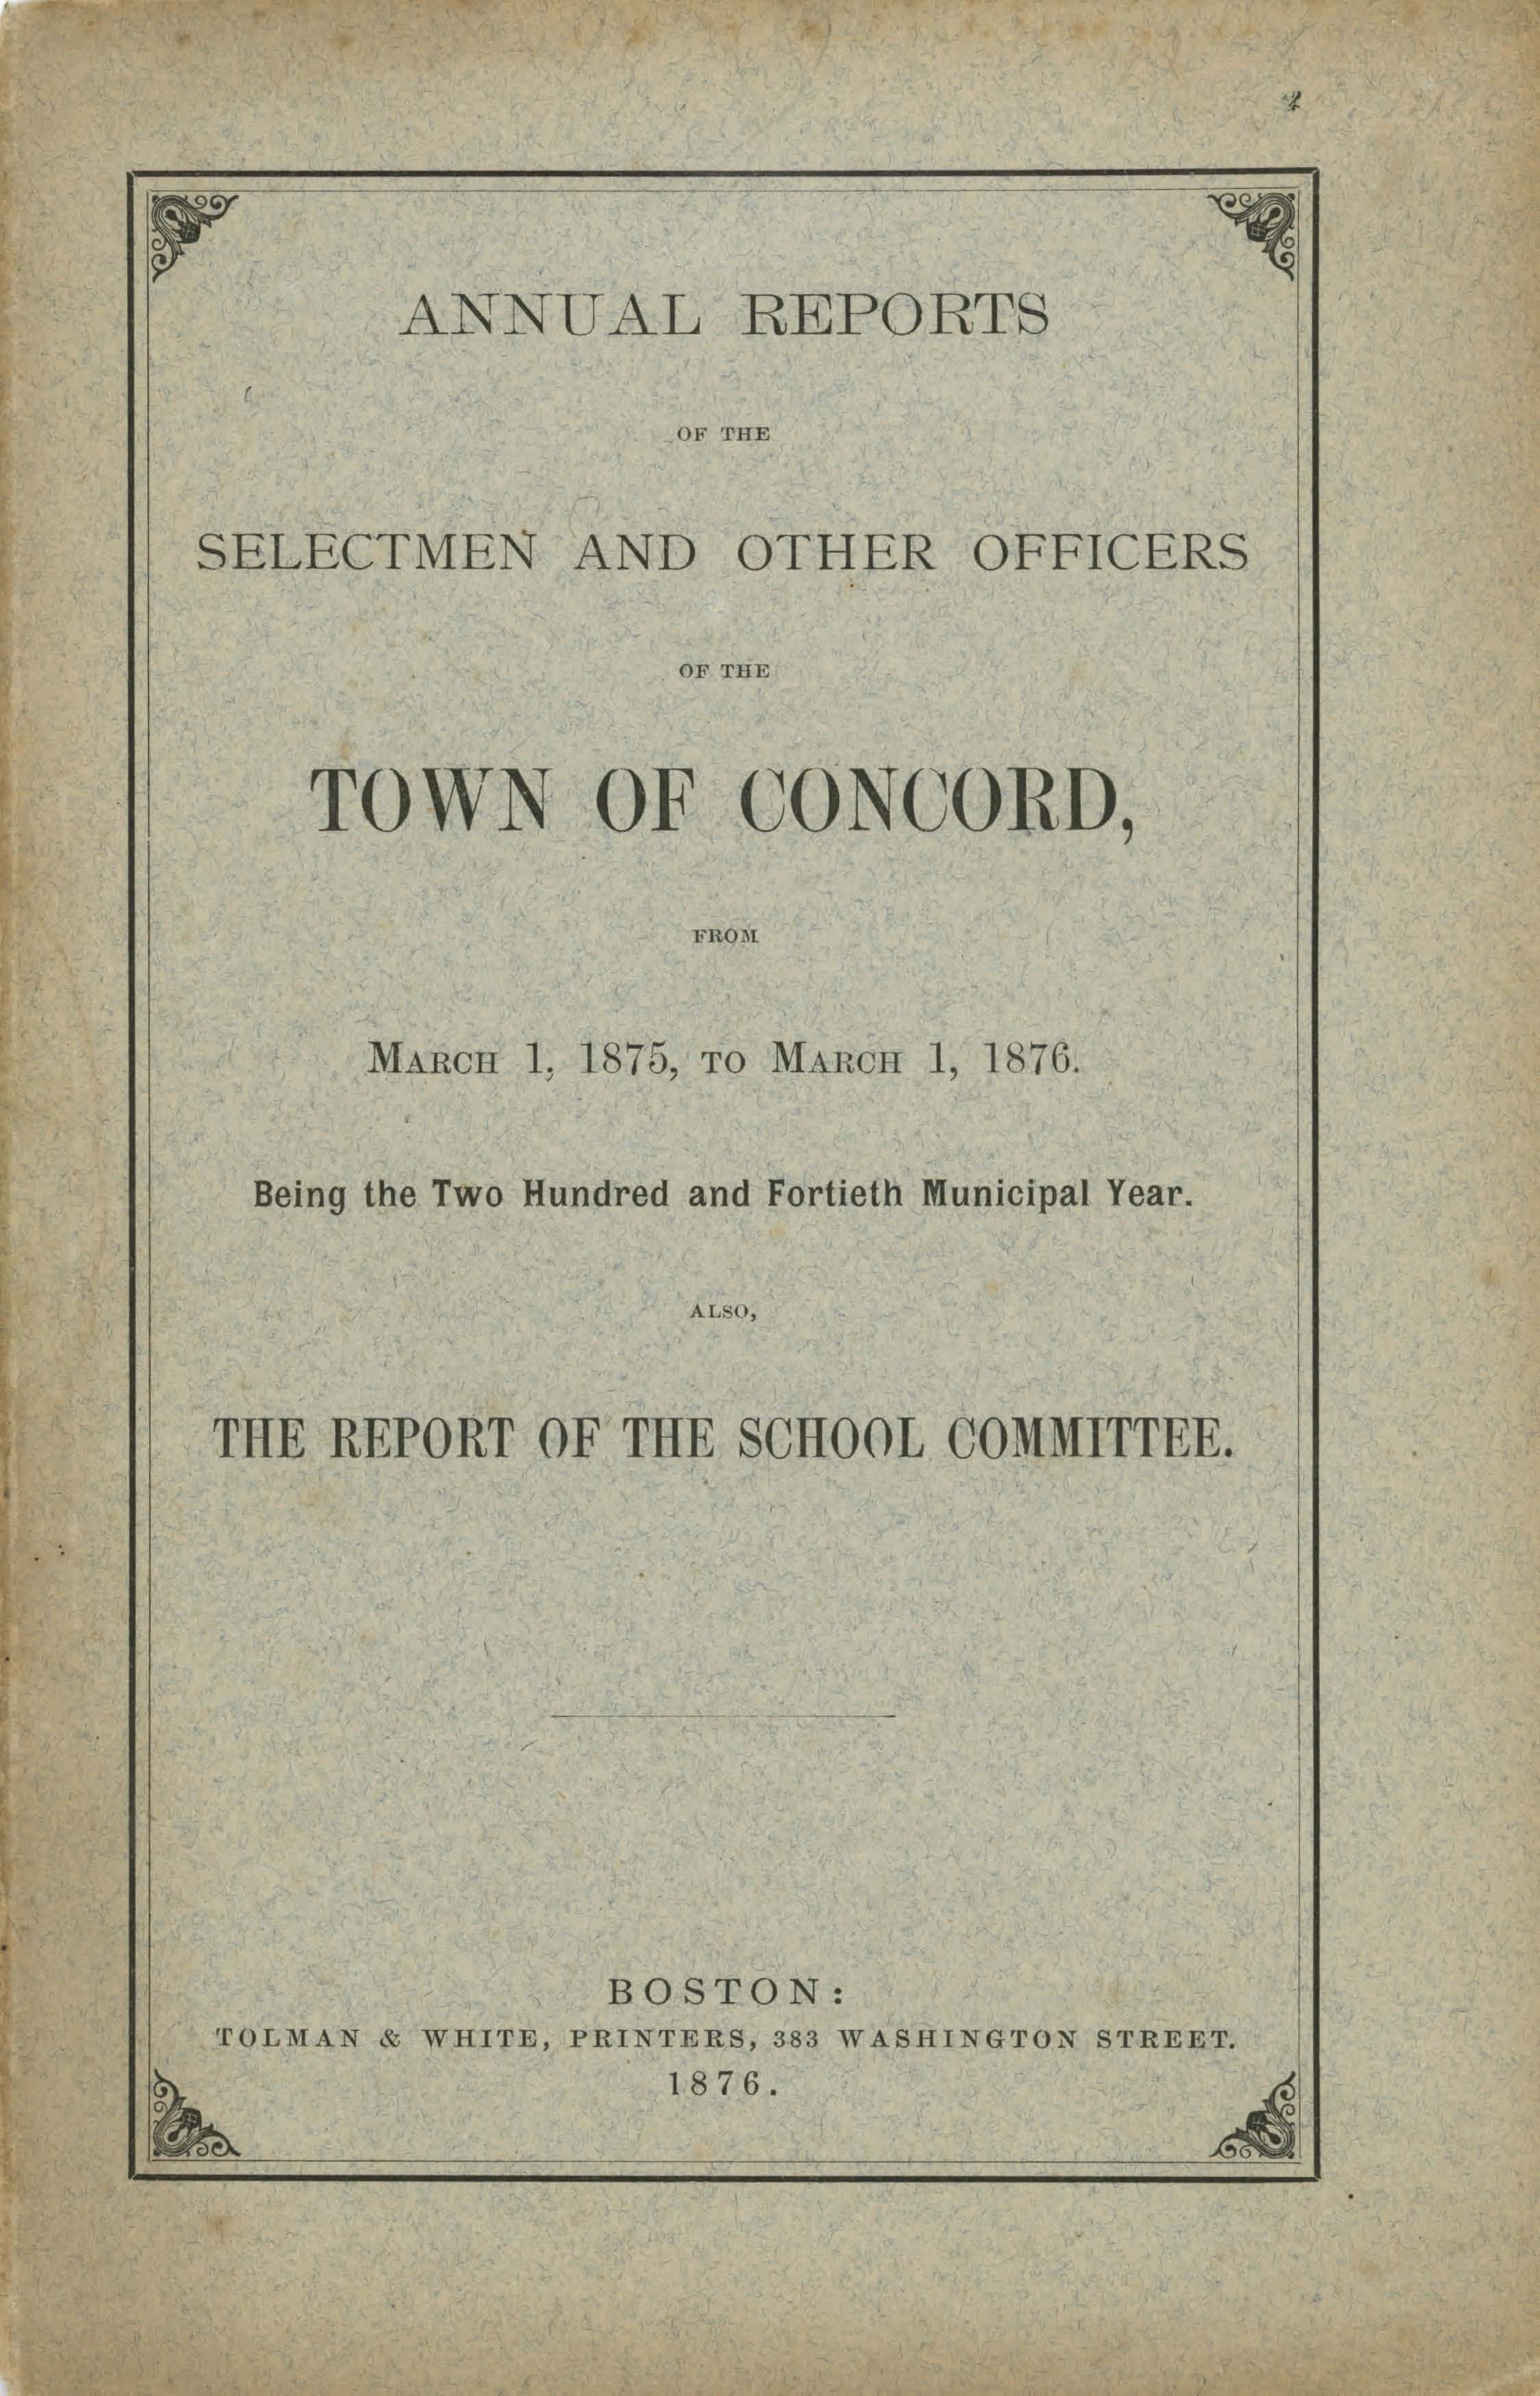 ANNUAL REPORTS
OF THE
SELECTMEN AND OTHER OFFICERS
OF THE
TOWN OF CONCORD,
FROM
MARCH 1, 1875, TO MARCH 1, 1876.
Being the Two Hundred and Fortieth Municipal Year.
ALSO,
THE REPORT OF THE SCHOOL COMMITTEE.
BOSTON:
TOLMAN & WHITE, PRINTERS, 383 WASHINGTON STREET.
1876.